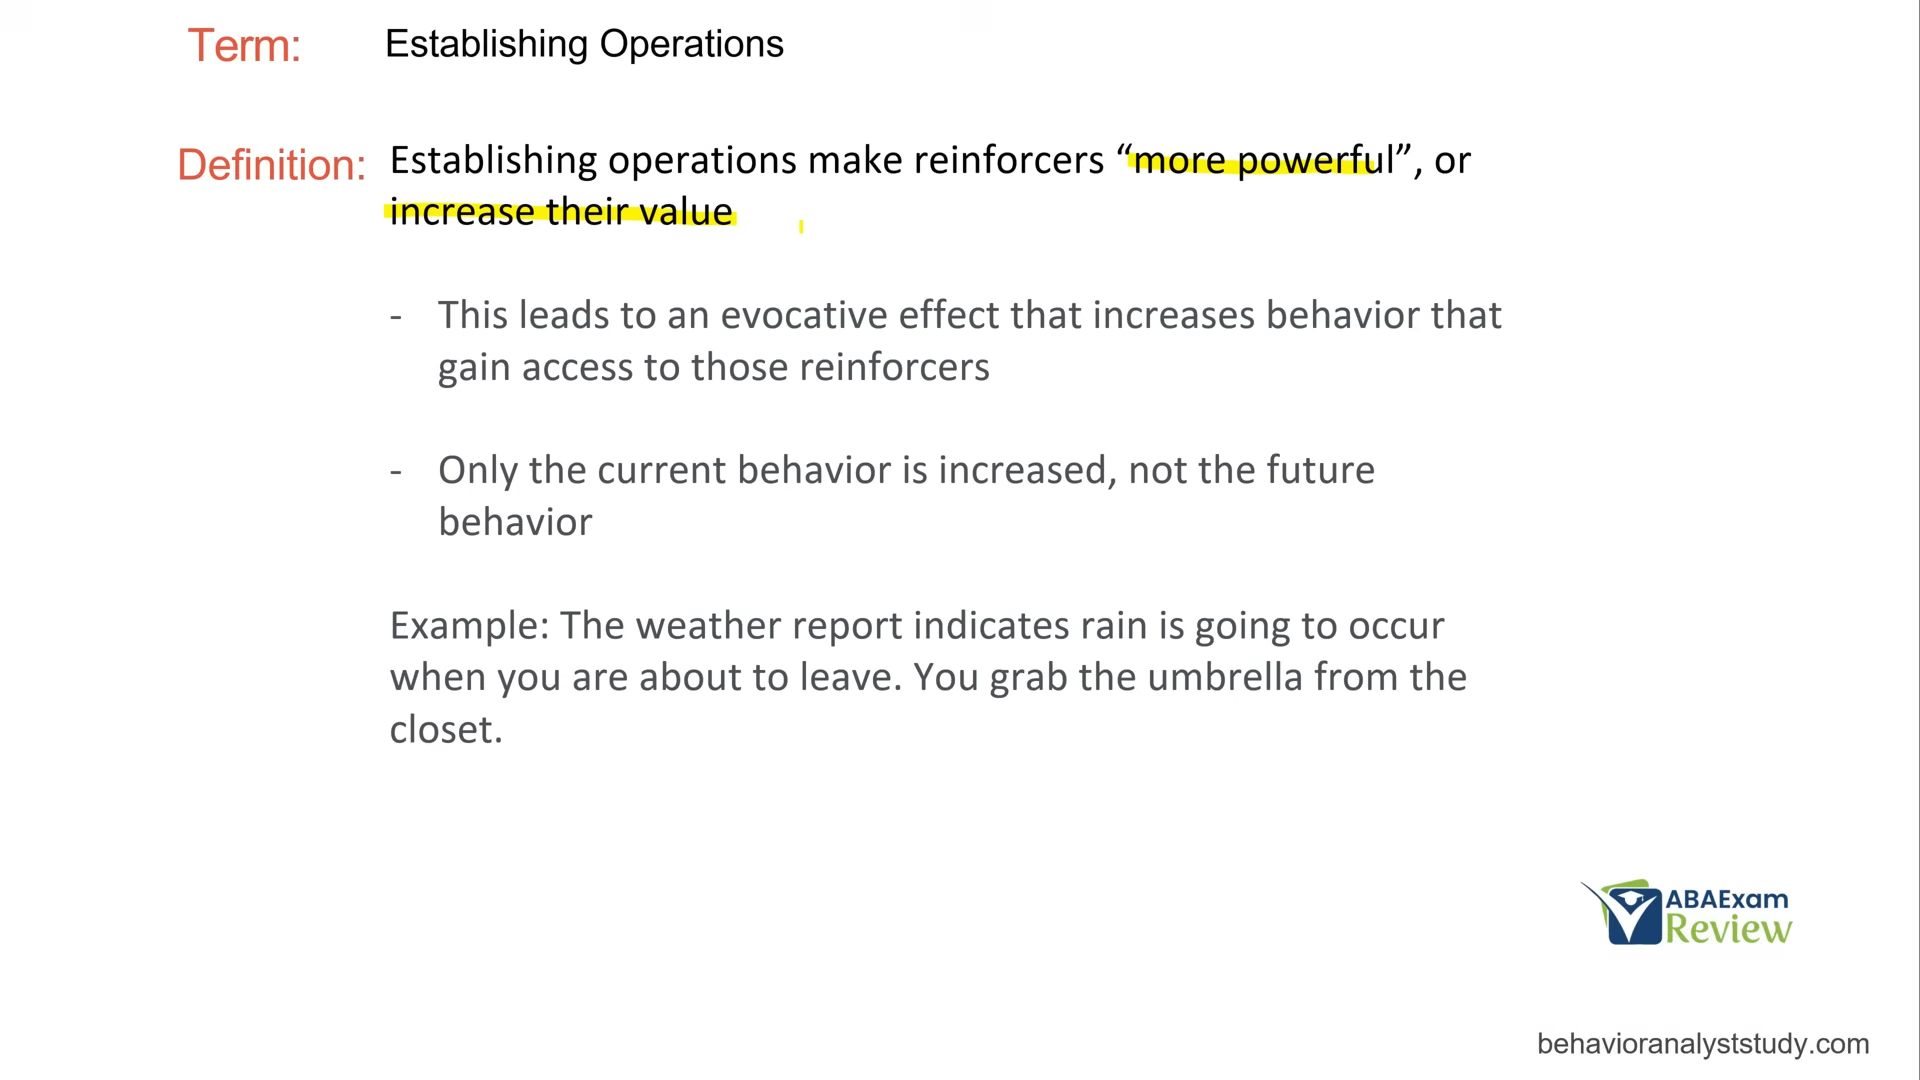 Term: Establishing Operations
Definition: Establishing operations make reinforcers “more powerful”, or
increase their value
- This leads to an evocative effect that increases behavior that
gain access to those reinforcers
- Only the current behavior is increased, not the future
behavior
Example: The weather report indicates rain is going to occur
when you are about to leave. You grab the umbrella from the
closet.
ABAExam
Review
behavioranalyststudy.com